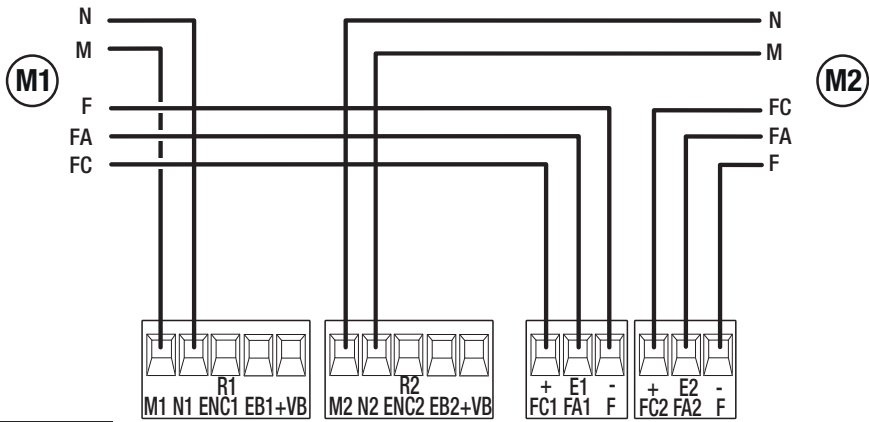 N
M
M1
F
FA
FC
N
M
M2
FC
FA
F
R1
M1 N1 ENC1 EB1+VB
R2
M2 N2 ENC2 EB2+VB
+ E1 -
FC1 FA1 F
+ E2 -
FC2 FA2 F